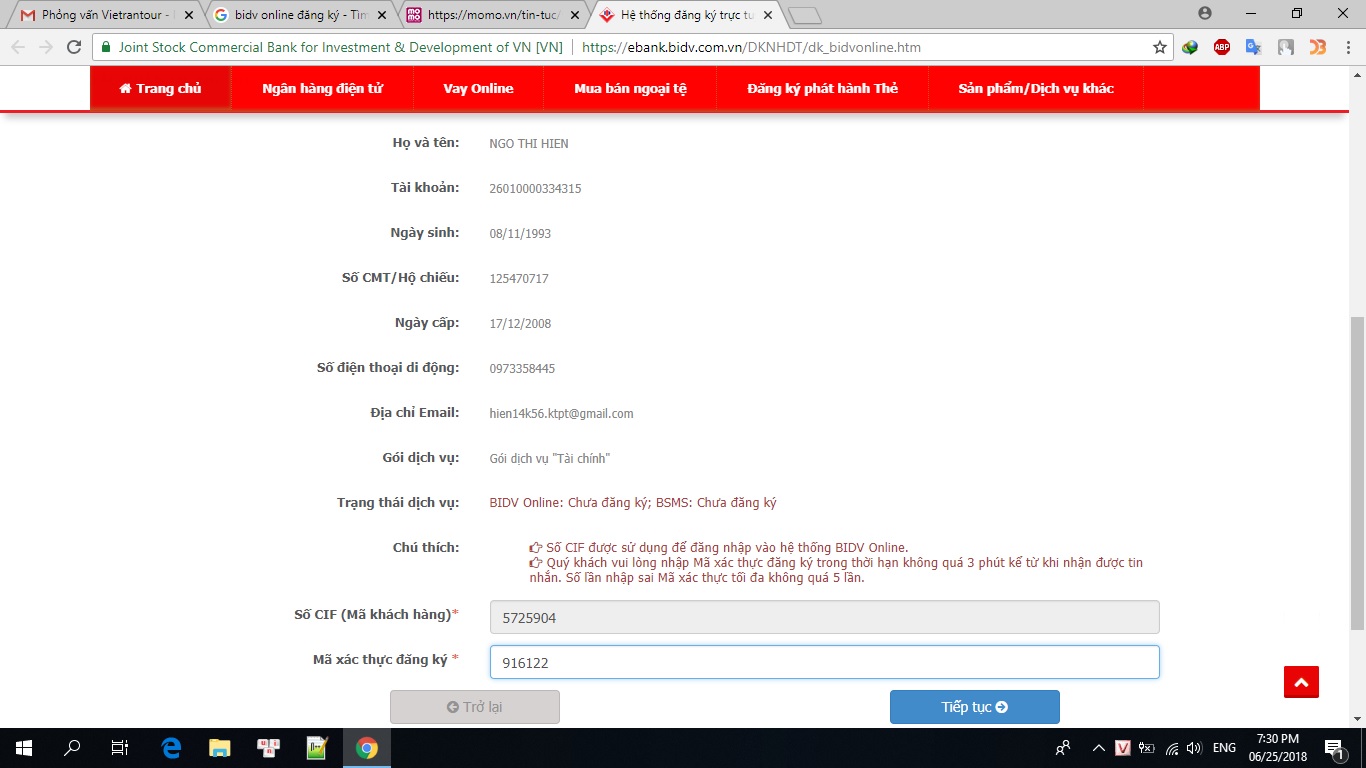 Phỏng vấn Vietrantour -
bidv online đăng ký - Tìm
https://momo.vn/tin-tuc/
Hệ thống đăng ký trực tu
Joint Stock Commercial Bank for Investment & Development of VN [VN]
https://ebank.bidv.com.vn/DKNHDT/dk_bidvonline.htm
Trang chủ
Ngân hàng điện tử
Vay Online
Mua bán ngoại tệ
Đăng ký phát hành Thẻ
Sản phẩm/Dịch vụ khác
Họ và tên: NGO THI HIEN
Tài khoản: 26010000334315
Ngày sinh: 08/11/1993
Số CMT/Hộ chiếu: 125470717
Ngày cấp: 17/12/2008
Số điện thoại di động: 0973358445
Địa chỉ Email: hien14k56.ktpt@gmail.com
Gói dịch vụ: Gói dịch vụ "Tài chính"
Trạng thái dịch vụ: BIDV Online: Chưa đăng ký; BSMS: Chưa đăng ký
Chú thích: Số CIF được sử dụng để đăng nhập vào hệ thống BIDV Online.
Quý khách vui lòng nhập Mã xác thực đăng ký trong thời hạn không quá 3 phút kể từ khi nhận được tin
nhắn. Số lần nhập sai Mã xác thực tối đa không quá 5 lần.
Số CIF (Mã khách hàng)* 5725904
Mã xác thực đăng ký * 916122
Trở lại
Tiếp tục
ENG
7:30 PM
06/25/2018
1